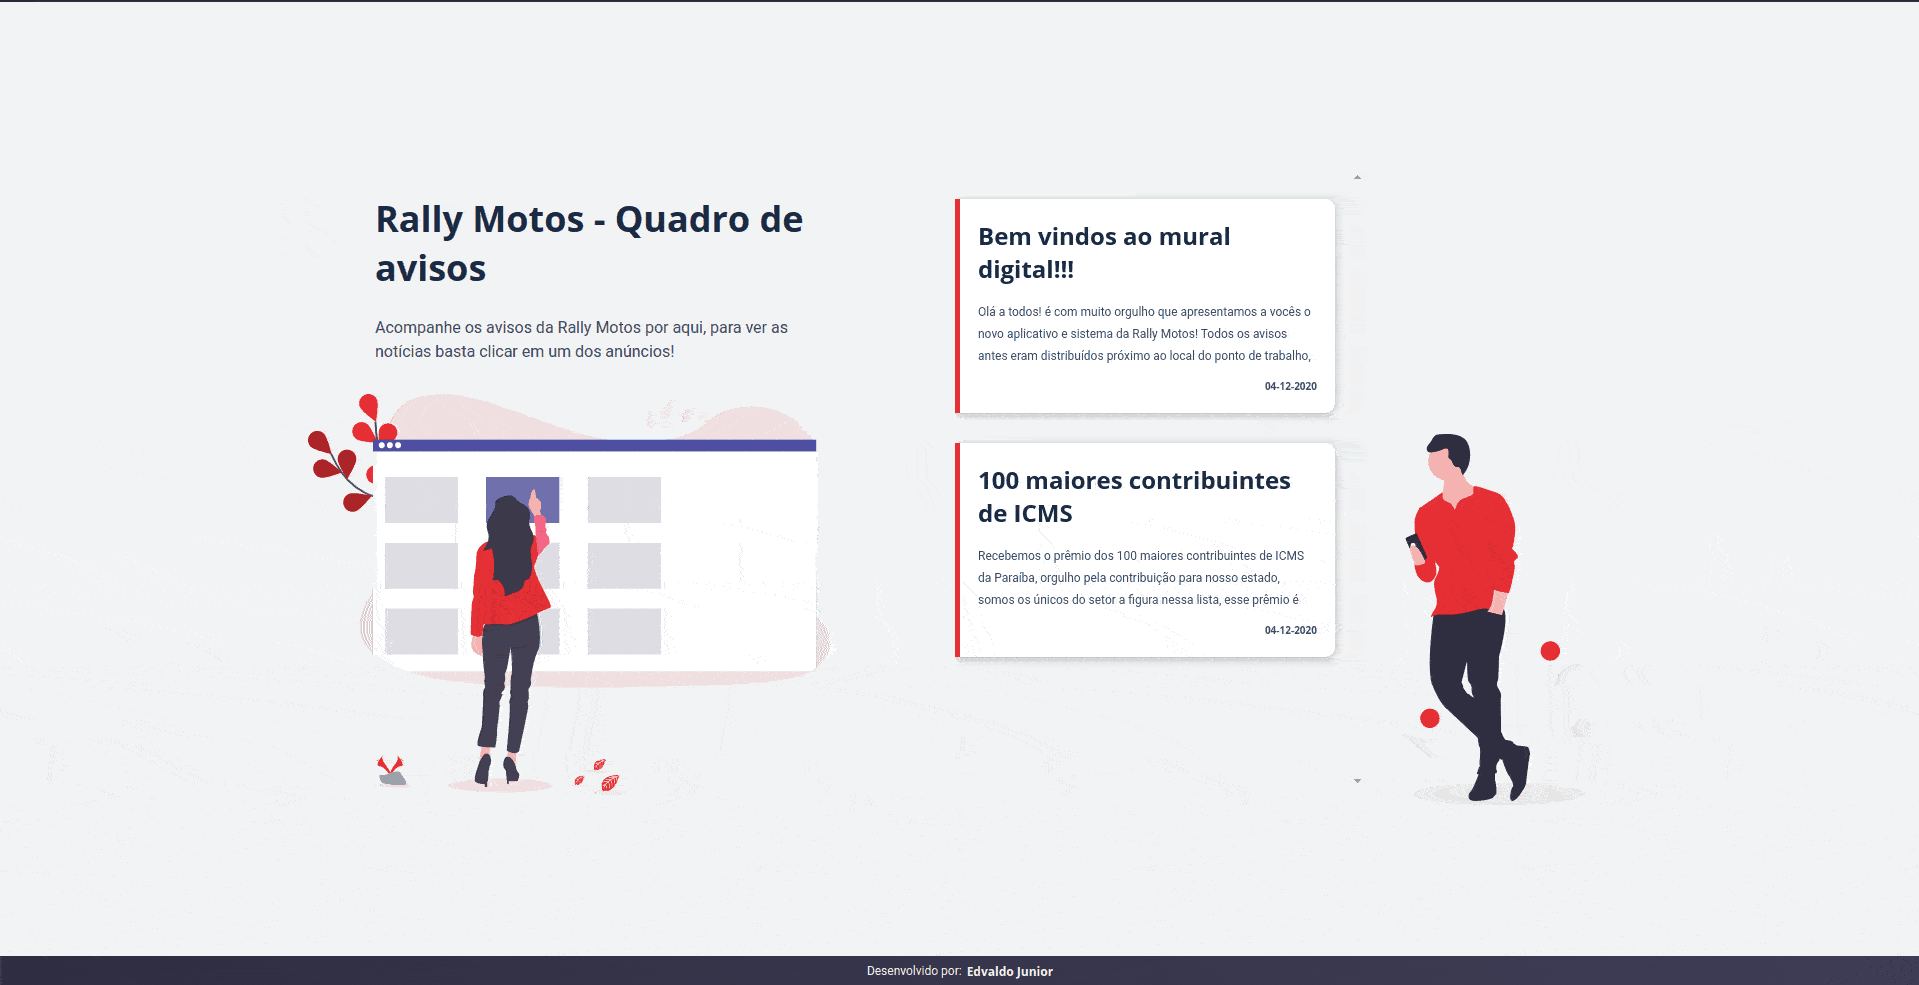 Rally Motos - Quadro de
avisos
Acompanhe os avisos da Rally Motos por aqui, para ver as
notícias basta clicar em um dos anúncios!
Bem vindos ao mural
digital!!!
Olá a todos! é com muito orgulho que apresentamos a vocês o
novo aplicativo e sistema da Rally Motos! Todos os avisos
antes eram distribuídos próximo ao local do ponto de trabalho,
04-12-2020
100 maiores contribuintes
de ICMS
Recebemos o prêmio dos 100 maiores contribuintes de ICMS
da Paraíba, orgulho pela contribuição para nosso estado,
somos os únicos do setor a figura nessa lista, esse prêmio é
04-12-2020
Desenvolvido por: Edvaldo Junior